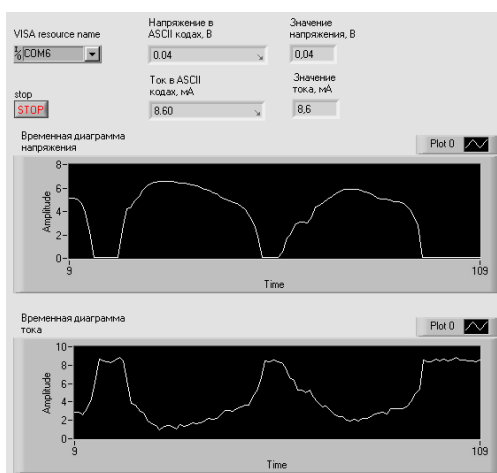 VISA resource name
COM6
Напряжение в
ASCII кодах, В
0.04
Значение
напряжения, В
0,04
stop
STOP
Ток в ASCII
кодах, мА
8.60
Значение
тока, мА
8,6
Временная диаграмма
напряжения
Plot 0
8
6
4
2
0
Amplitude
9
109
Time
Временная диаграмма
тока
Plot 0
10
8
6
4
2
0
Amplitude
9
109
Time